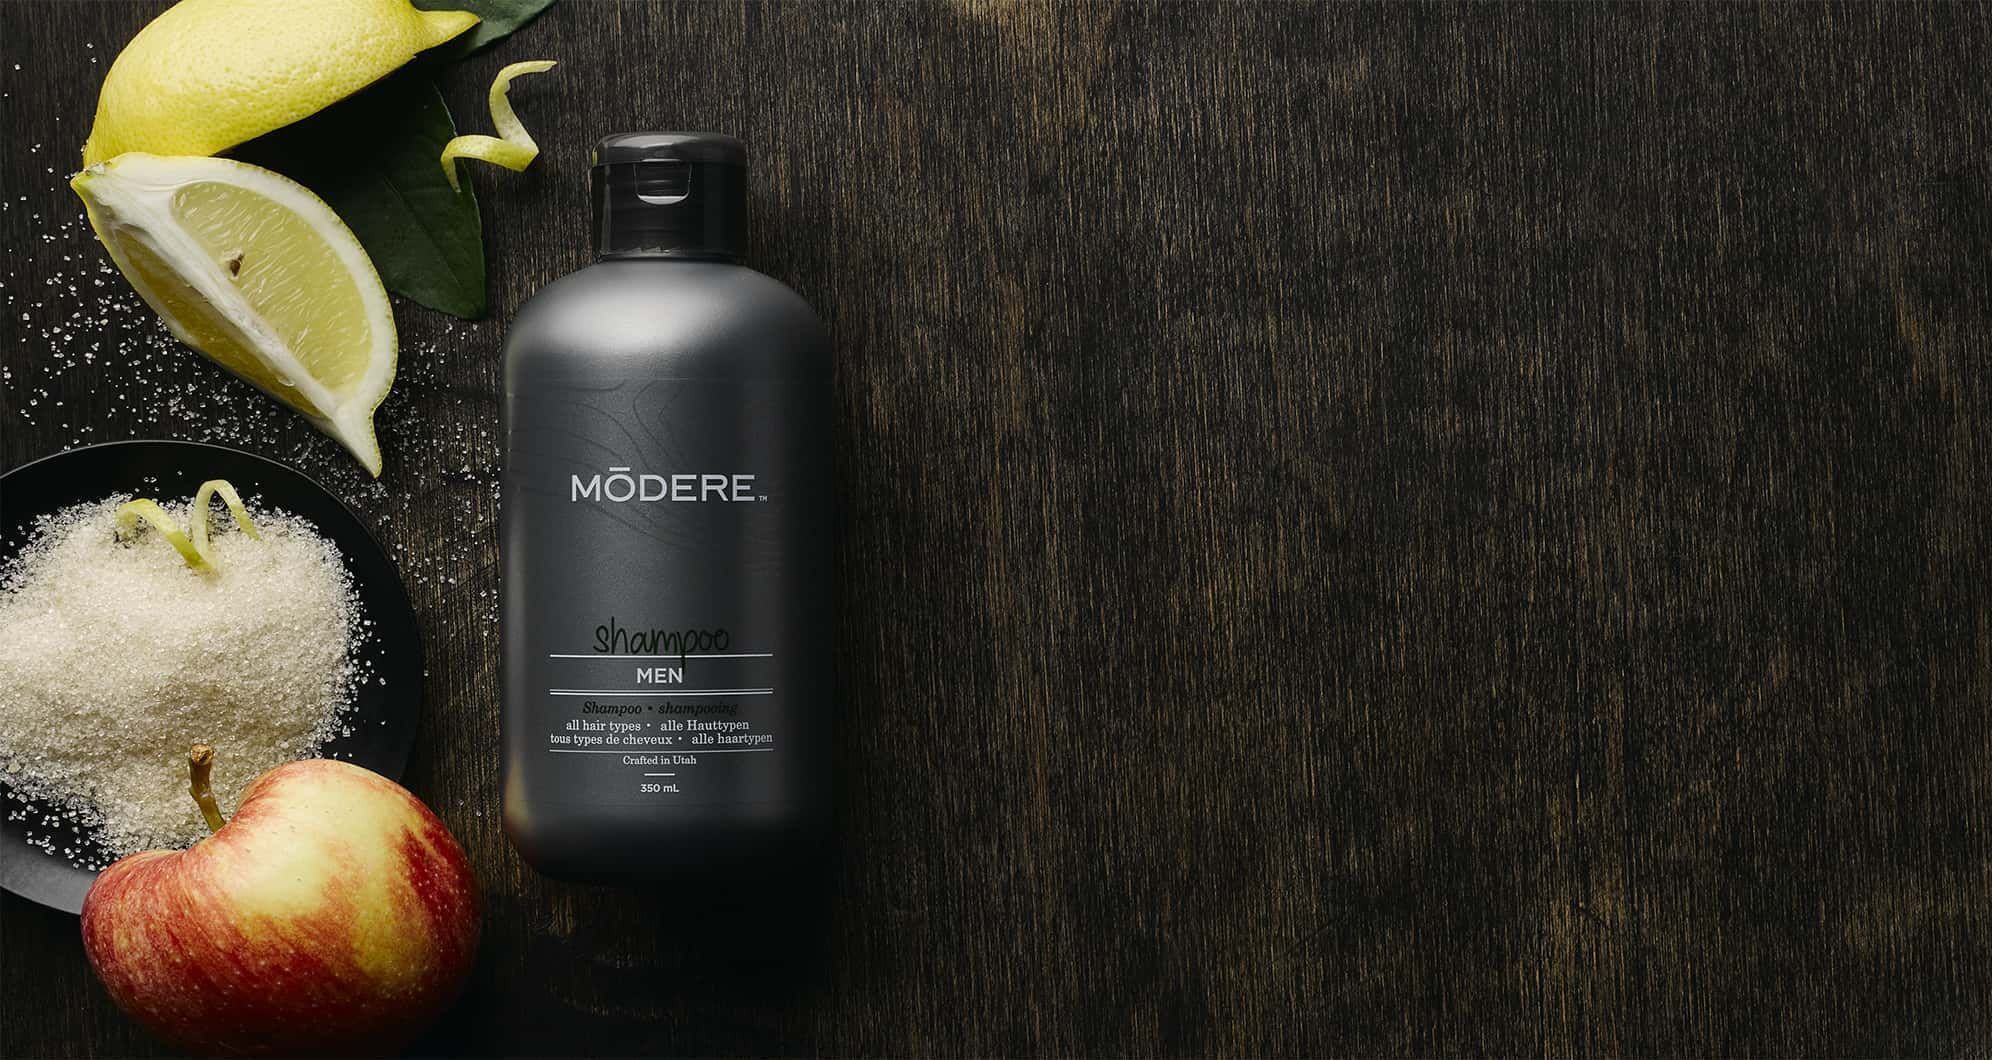 MŌDERE™
shampoo
MEN
Shampoo • shampooing
all hair types • alle Hauttypen
tous types de cheveux • alle haartypen
Crafted in Utah
350 mL